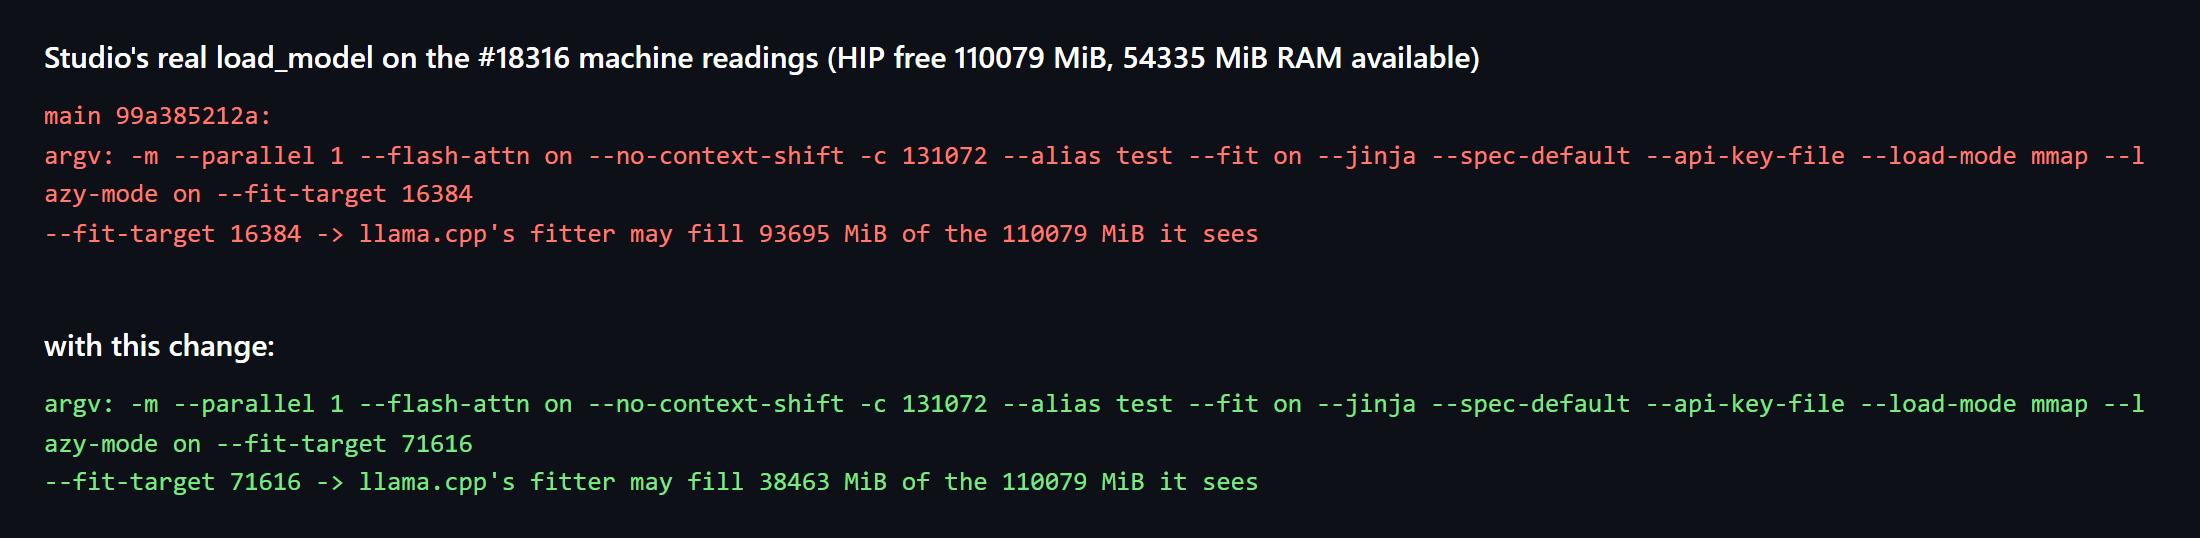 Studio's real load_model on the #18316 machine readings (HIP free 110079 MiB, 54335 MiB RAM available)
main 99a385212a:
argv: -m --parallel 1 --flash-attn on --no-context-shift -c 131072 --alias test --fit on --jinja --spec-default --api-key-file --load-mode mmap --l
azy-mode on --fit-target 16384
--fit-target 16384 -> llama.cpp's fitter may fill 93695 MiB of the 110079 MiB it sees
with this change:
argv: -m --parallel 1 --flash-attn on --no-context-shift -c 131072 --alias test --fit on --jinja --spec-default --api-key-file --load-mode mmap --l
azy-mode on --fit-target 71616
--fit-target 71616 -> llama.cpp's fitter may fill 38463 MiB of the 110079 MiB it sees